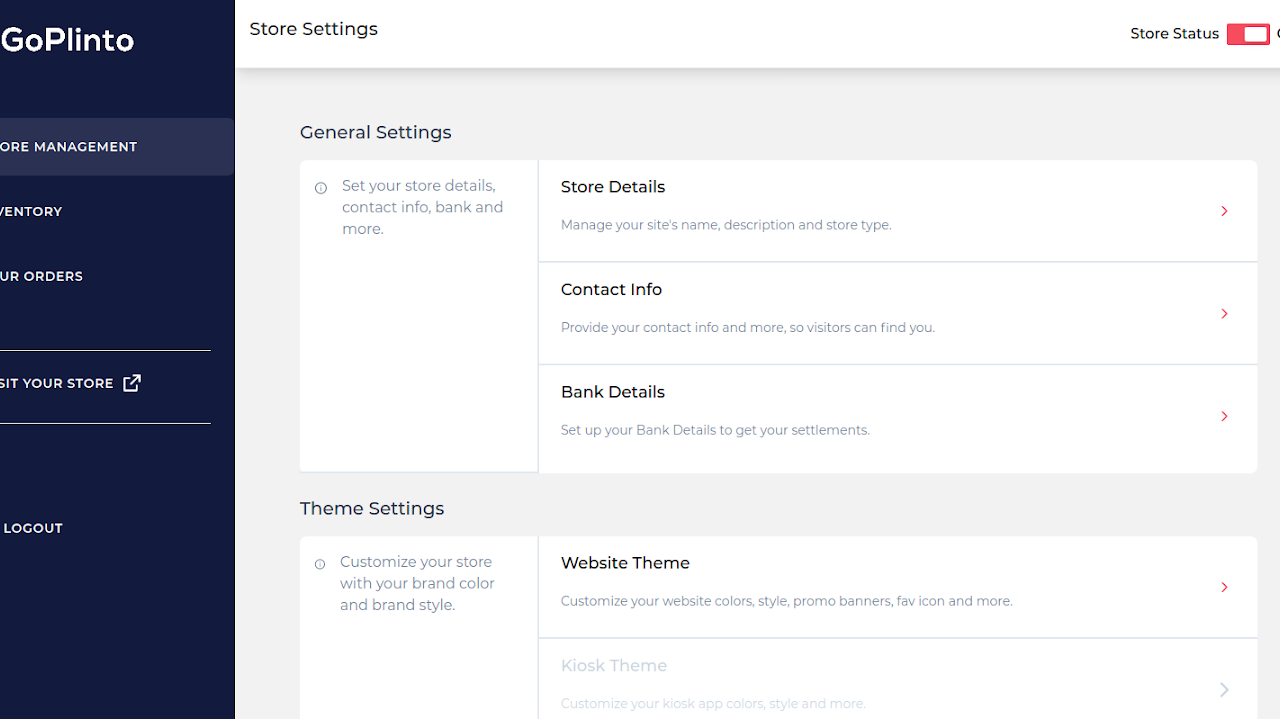 GoPlinto
ORE MANAGEMENT
VENTORY
UR ORDERS
SIT YOUR STORE
LOGOUT
Store Settings
Store Status
General Settings
Set your store details,
contact info, bank and
more.
Store Details
Manage your site's name, description and store type.
Contact Info
Provide your contact info and more, so visitors can find you.
Bank Details
Set up your Bank Details to get your settlements.
Theme Settings
Customize your store
with your brand color
and brand style.
Website Theme
Customize your website colors, style, promo banners, fav icon and more.
Kiosk Theme
Customize your kiosk app colors, style and more.